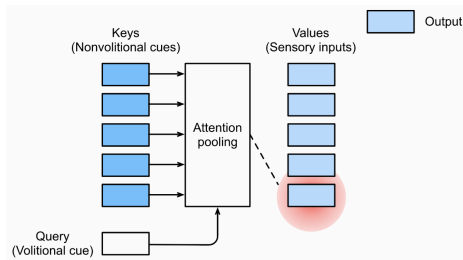 Keys
(Nonvolitional cues)
Values
(Sensory inputs)
Output
Attention
pooling
Query
(Volitional cue)